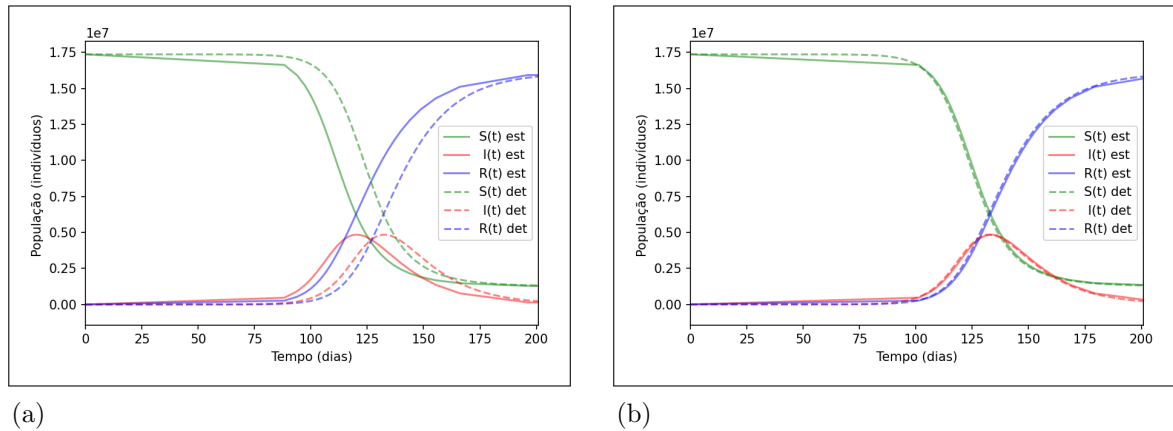 1e7
População (indivíduos)
1.75
1.50
1.25
1.00
0.75
0.50
0.25
0.00
S(t) est
I(t) est
R(t) est
S(t) det
I(t) det
R(t) det
0 25 50 75 100 125 150 175 200
Tempo (dias)
(a)
1e7
População (indivíduos)
1.75
1.50
1.25
1.00
0.75
0.50
0.25
0.00
S(t) est
I(t) est
R(t) est
S(t) det
I(t) det
R(t) det
0 25 50 75 100 125 150 175 200
Tempo (dias)
(b)